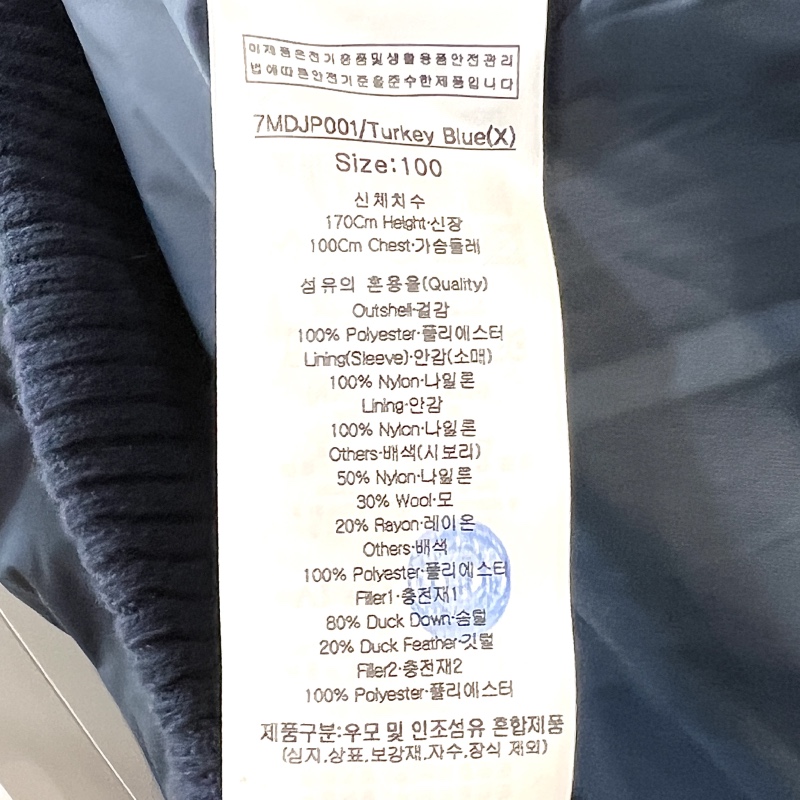 이제품은전기용품및생활용품안전관리
법에따른안전기준을준수한제품입니다
7MDJP001/Turkey Blue(X)
Size:100
신체치수
170Cm Height·신장
100Cm Chest·가슴둘레
섬유의 혼용율(Quality)
Outshell·겉감
100% Polyester·폴리에스터
Lining(Sleeve)·안감(소매)
100% Nylon·나일론
Lining·안감
100% Nylon·나일론
Others·배색(시보리)
50% Nylon·나일론
30% Wool·모
20% Rayon·레이온
Others·배색
100% Polyester·폴리에스터
Filler1·충전재1
80% Duck Down·솜털
20% Duck Feather·깃털
Filler2·충전재2
100% Polyester·폴리에스터
제품구분:우모 및 인조섬유 혼합제품
(심지,상표,보강재,자수,장식 제외)